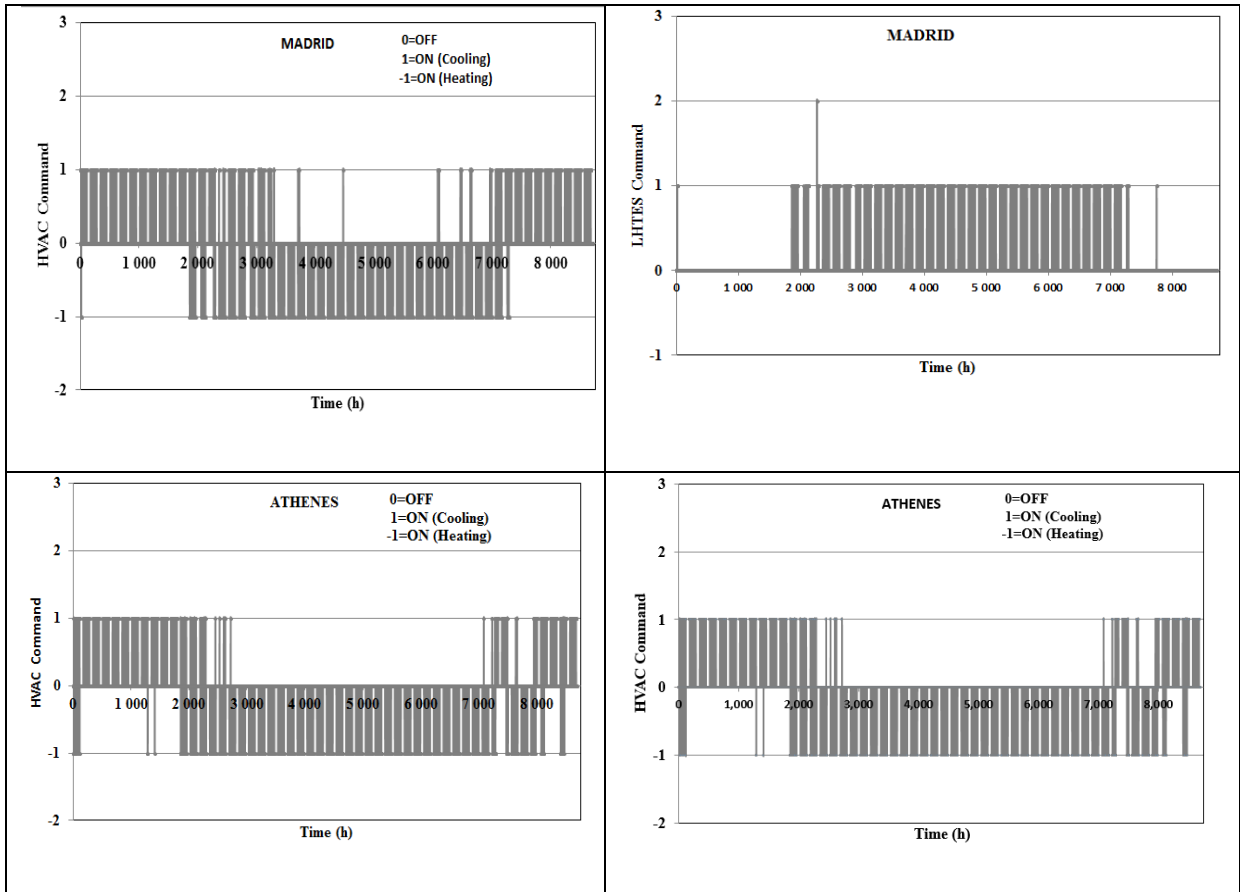 MADRID
0=OFF
1=ON (Cooling)
-1=ON (Heating)
3
2
1
0
-1
-2
HVAC Command
0
1 000
2 000
3 000
4 000
5 000
6 000
7 000
8 000
Time (h)
MADRID
3
2
1
0
-1
LHTES Command
0
1 000
2 000
3 000
4 000
5 000
6 000
7 000
8 000
Time (h)
ATHENES
0=OFF
1=ON (Cooling)
-1=ON (Heating)
3
2
1
0
-1
-2
HVAC Command
0
1 000
2 000
3 000
4 000
5 000
6 000
7 000
8 000
Time (h)
ATHENES
0=OFF
1=ON (Cooling)
-1=ON (Heating)
3
2
1
0
-1
-2
HVAC Command
0
1,000
2,000
3,000
4,000
5,000
6,000
7,000
8,000
Time (h)